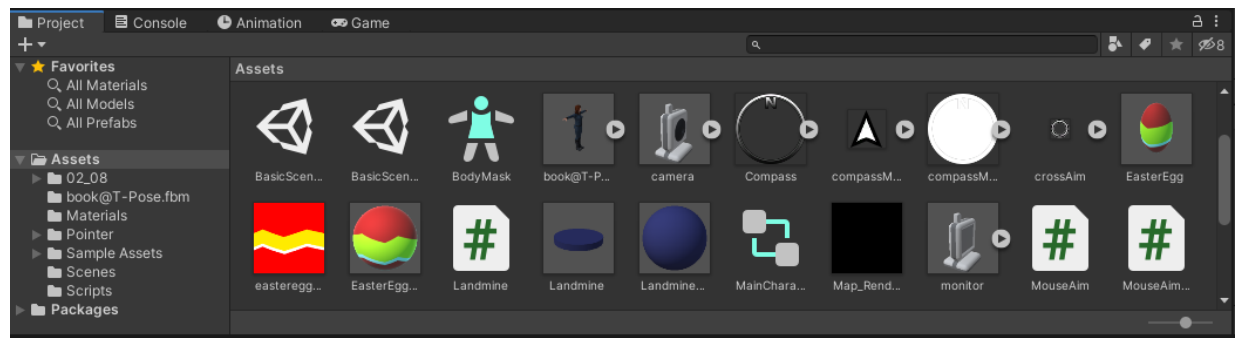 Project Console Animation Game
8
Favorites
All Materials
All Models
All Prefabs
Assets
02_08
book@T-Pose.fbm
Materials
Pointer
Sample Assets
Scenes
Scripts
Packages
Assets
BasicScen... BasicScen... BodyMask book@T-P... camera Compass compassM... compassM... crossAim EasterEgg
easteregg... EasterEgg... Landmine Landmine Landmine... MainChara... Map_Rend... monitor MouseAim MouseAim...